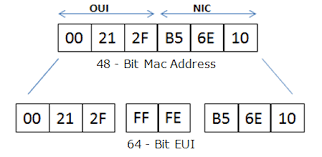 OUI NIC
00 21 2F B5 6E 10
48 - Bit Mac Address
00 21 2F FF FE B5 6E 10
64 - Bit EUI